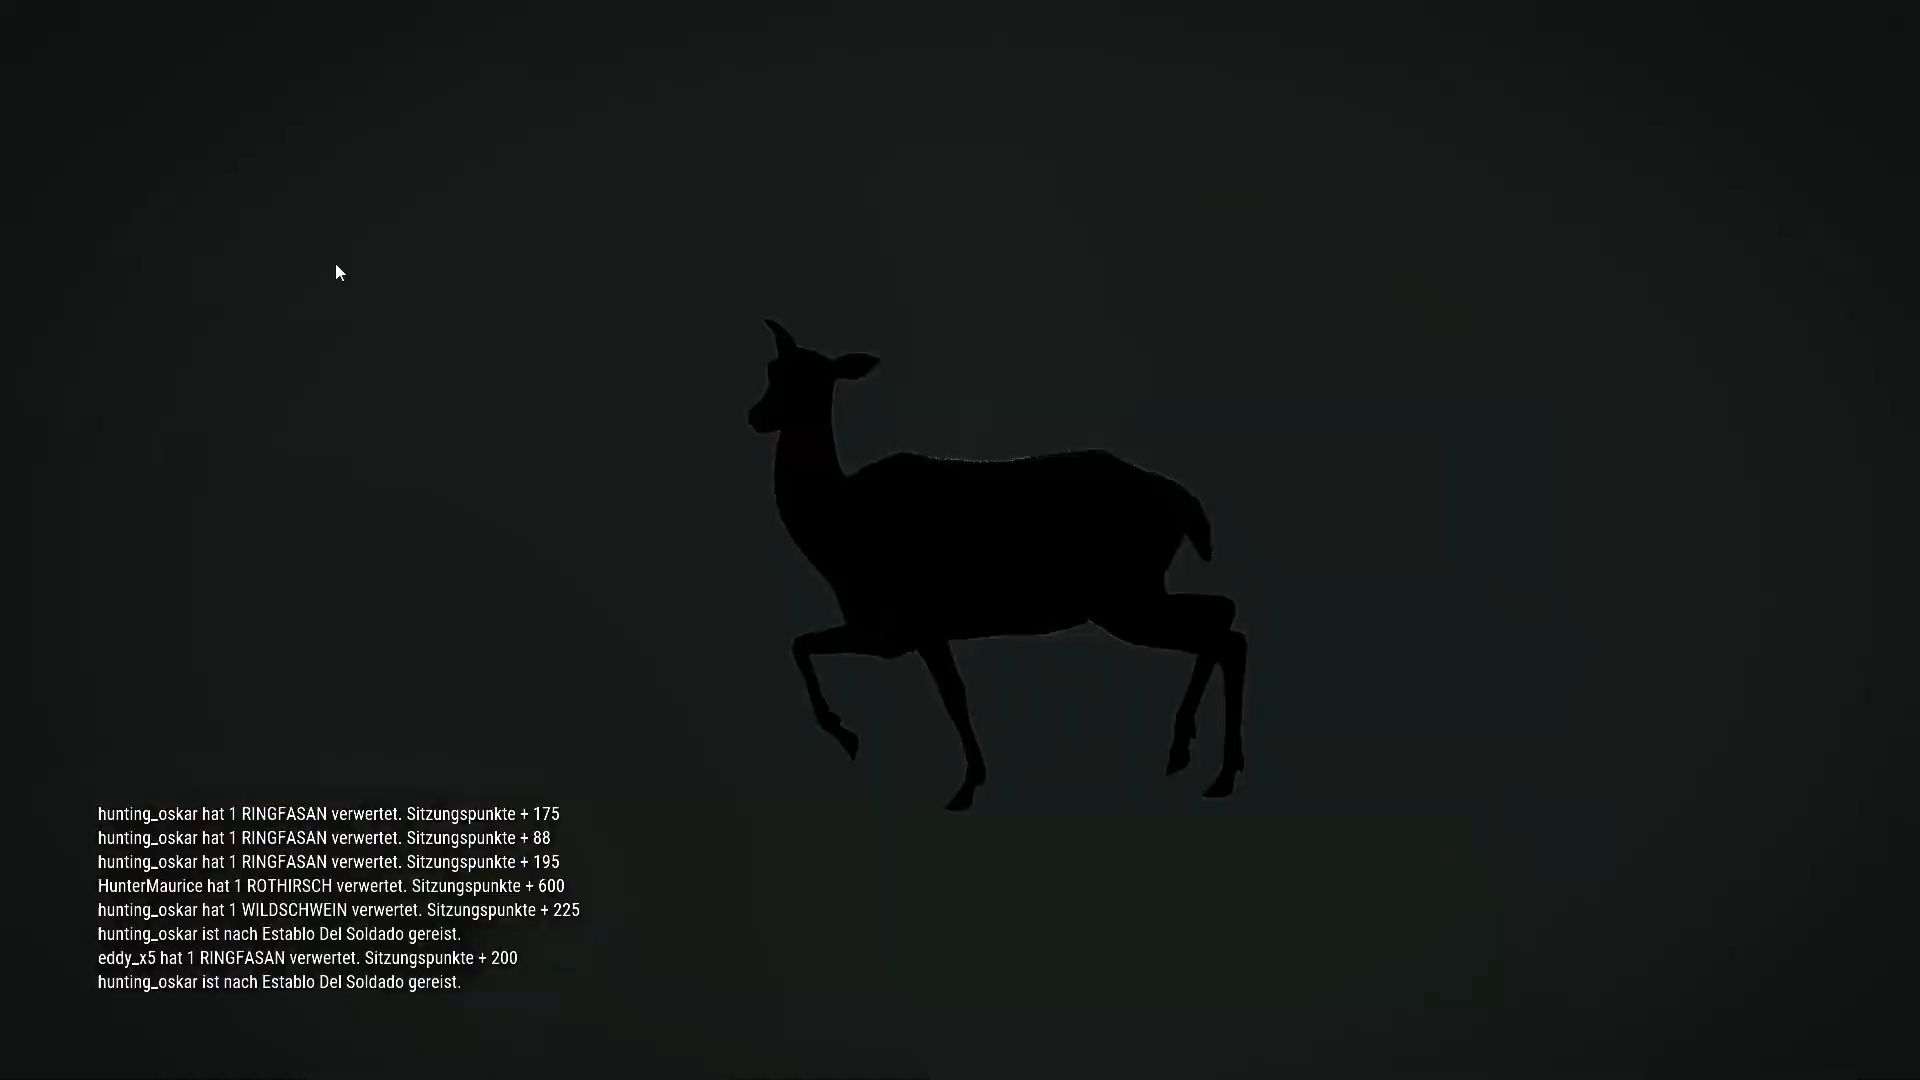 hunting_oskar hat 1 RINGFASAN verwertet. Sitzungspunkte + 175
hunting_oskar hat 1 RINGFASAN verwertet. Sitzungspunkte + 88
hunting_oskar hat 1 RINGFASAN verwertet. Sitzungspunkte + 195
HunterMaurice hat 1 ROTHIRSCH verwertet. Sitzungspunkte + 600
hunting_oskar hat 1 WILDSCHWEIN verwertet. Sitzungspunkte + 225
hunting_oskar ist nach Establo Del Soldado gereist.
eddy_x5 hat 1 RINGFASAN verwertet. Sitzungspunkte + 200
hunting_oskar ist nach Establo Del Soldado gereist.